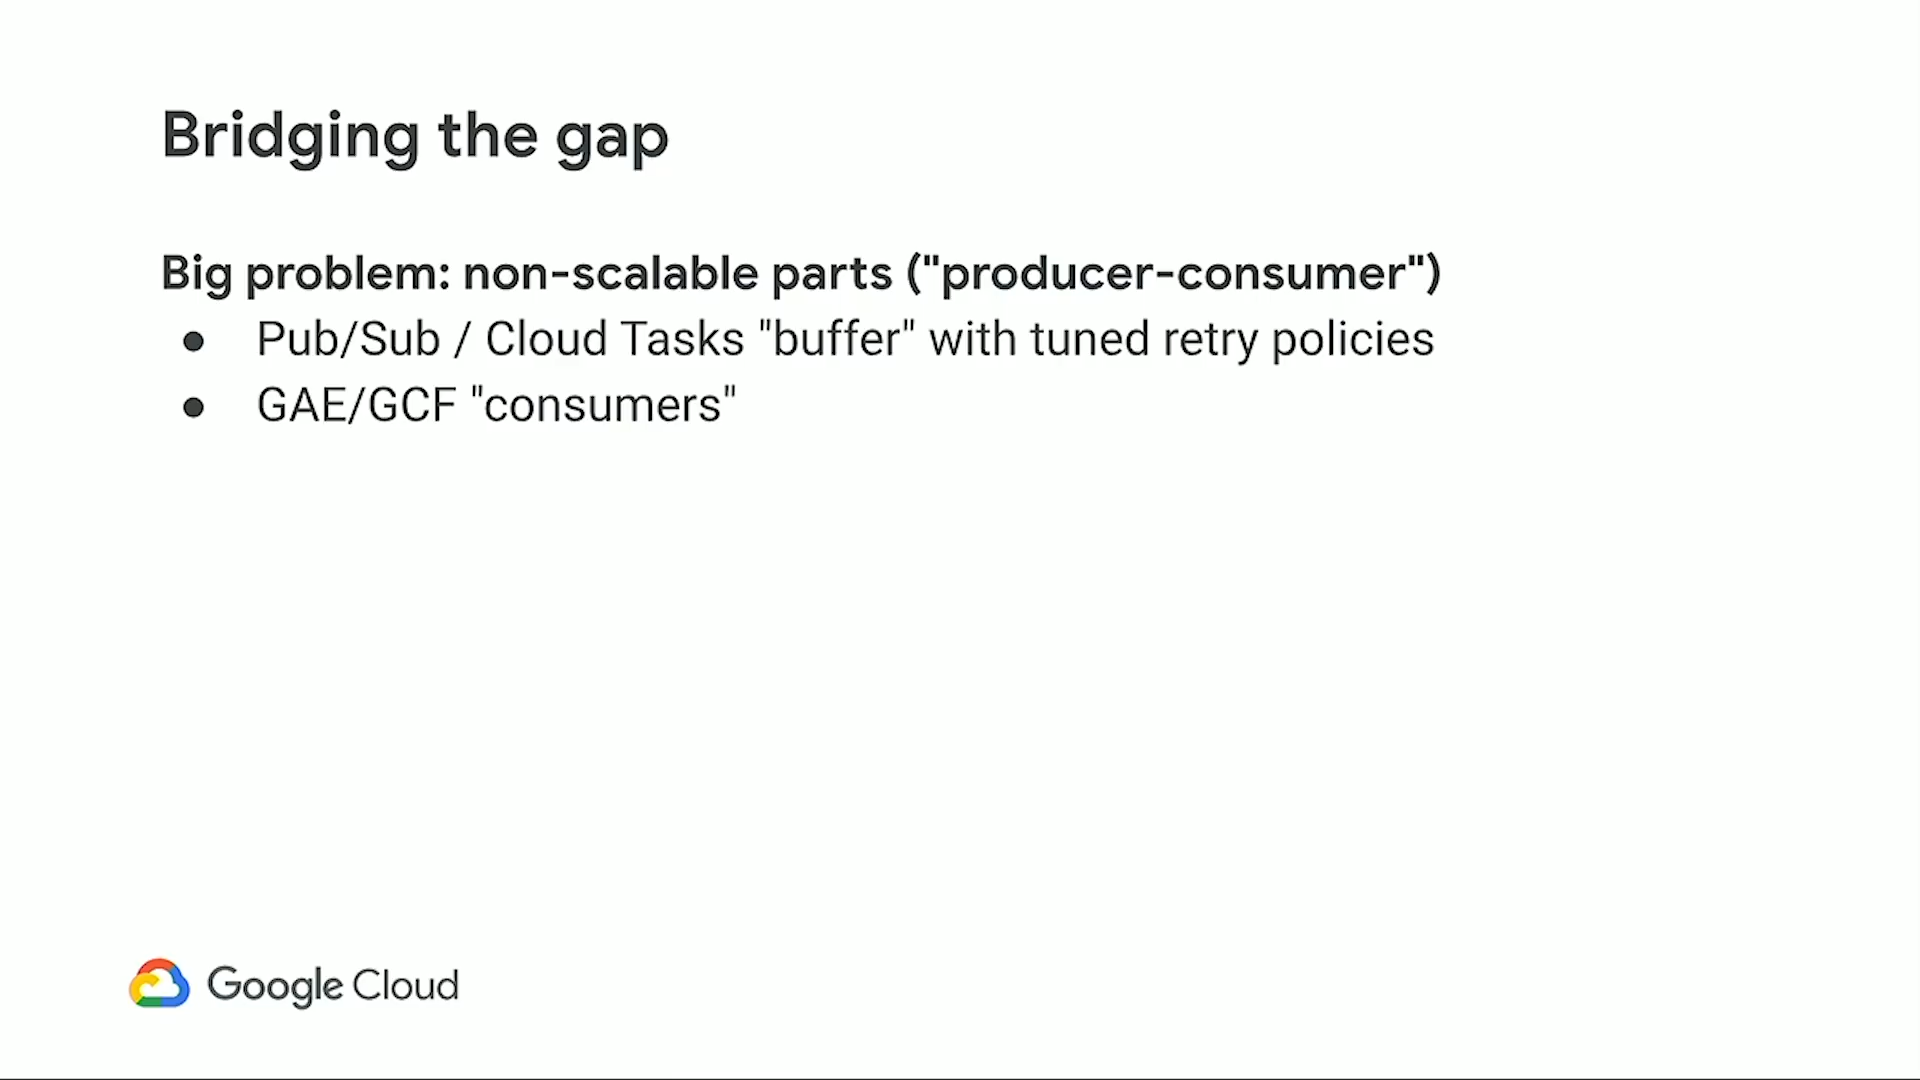 Bridging the gap
Big problem: non-scalable parts ("producer-consumer")
● Pub/Sub / Cloud Tasks "buffer" with tuned retry policies
● GAE/GCF "consumers"
Google Cloud